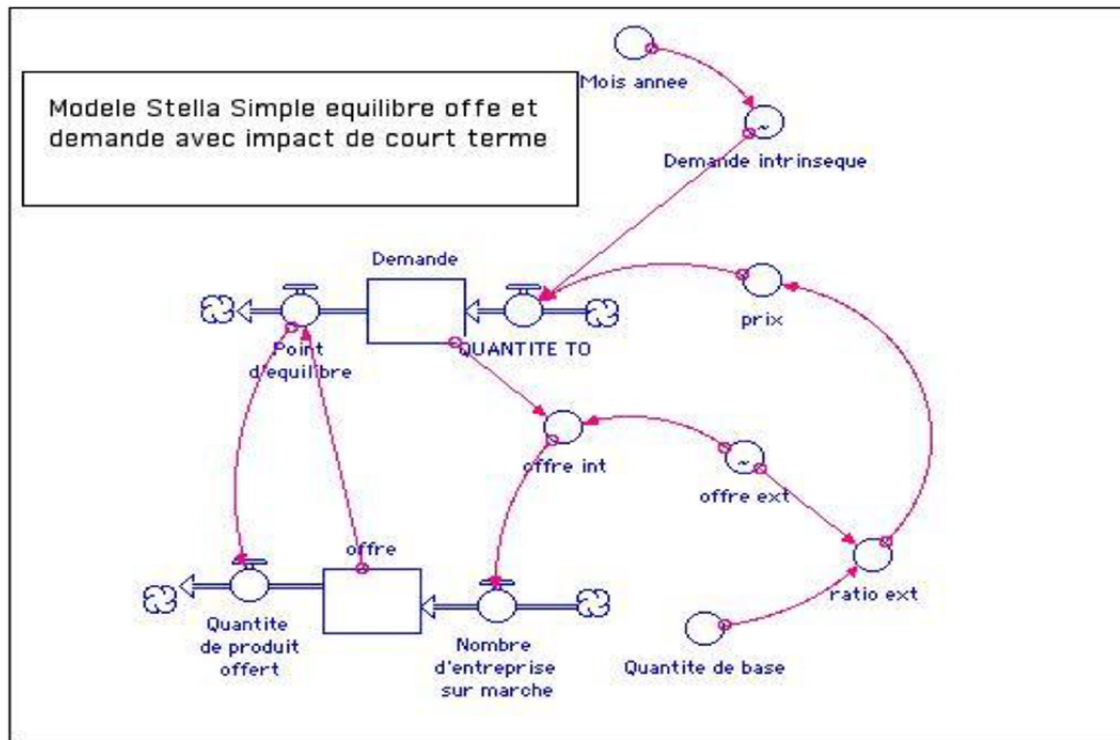 Mois annee
Modele Stella Simple equilibre offe et
demande avec impact de court terme
Demande intrinseque
Demande
prix
QUANTITE TO
Point
d'equilibre
offre int
offre ext
offre
ratio ext
Quantite
de produit
offert
Nombre
d'entreprise
sur marche
Quantite de base